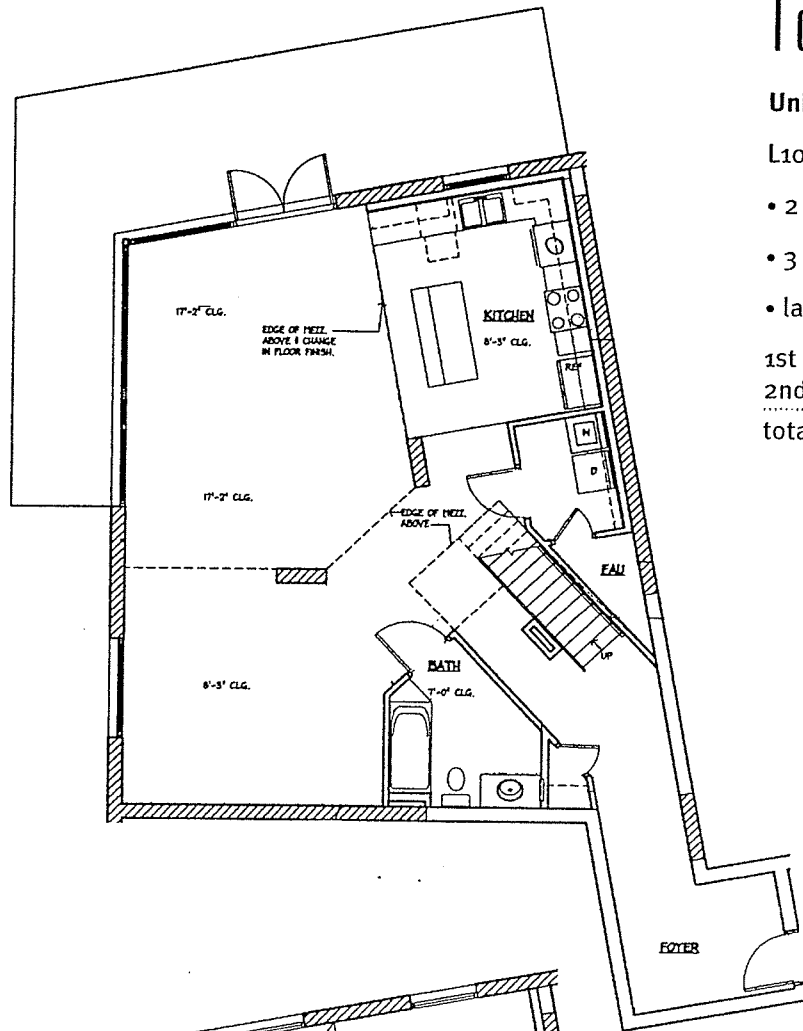 Uni
L10
• 2
• 3
• la
1st
2nd
tota
17'-2" CLG.
EDGE OF MEZZ.
ABOVE & CHANGE
IN FLOOR FINISH.
KITCHEN
8'-3" CLG.
REF
W
D
17'-2" CLG.
EDGE OF MEZZ.
ABOVE
FAU
UP
BATH
7'-0" CLG.
8'-3" CLG.
FOYER